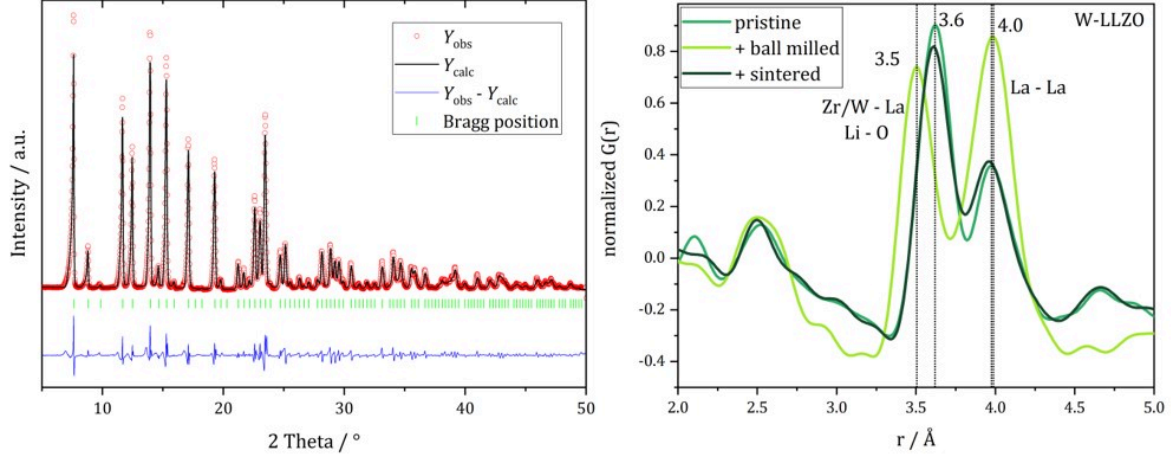 Y_obs
Y_calc
Y_obs - Y_calc
Bragg position
Intensity / a.u.
10
20
30
40
50
2 Theta / °
pristine
+ ball milled
+ sintered
W-LLZO
3.6
4.0
3.5
Zr/W - La
Li - O
La - La
normalized G(r)
0.8
0.6
0.4
0.2
0.0
-0.2
-0.4
2.0
2.5
3.0
3.5
4.0
4.5
5.0
r / Å